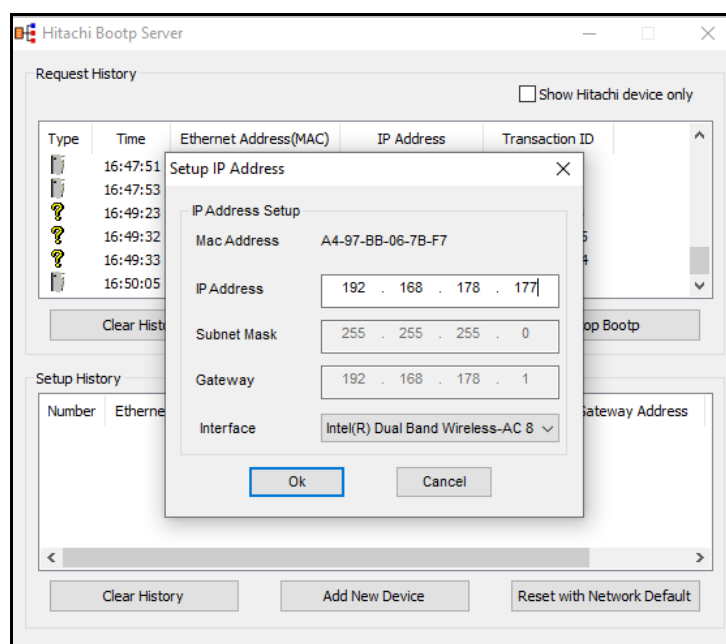 Hitachi Bootp Server
Request History
Show Hitachi device only
Type Time Ethernet Address(MAC) IP Address Transaction ID
16:47:51
16:47:53
16:49:23
16:49:32 5
16:49:33 4
16:50:05
Setup IP Address
IP Address Setup
Mac Address A4-97-BB-06-7B-F7
IP Address 192 . 168 . 178 . 177
Subnet Mask 255 . 255 . 255 . 0
Gateway 192 . 168 . 178 . 1
Interface Intel(R) Dual Band Wireless-AC 8
Ok Cancel
Clear Hist op Bootp
Setup History
Number Etherne Gateway Address
Clear History Add New Device Reset with Network Default